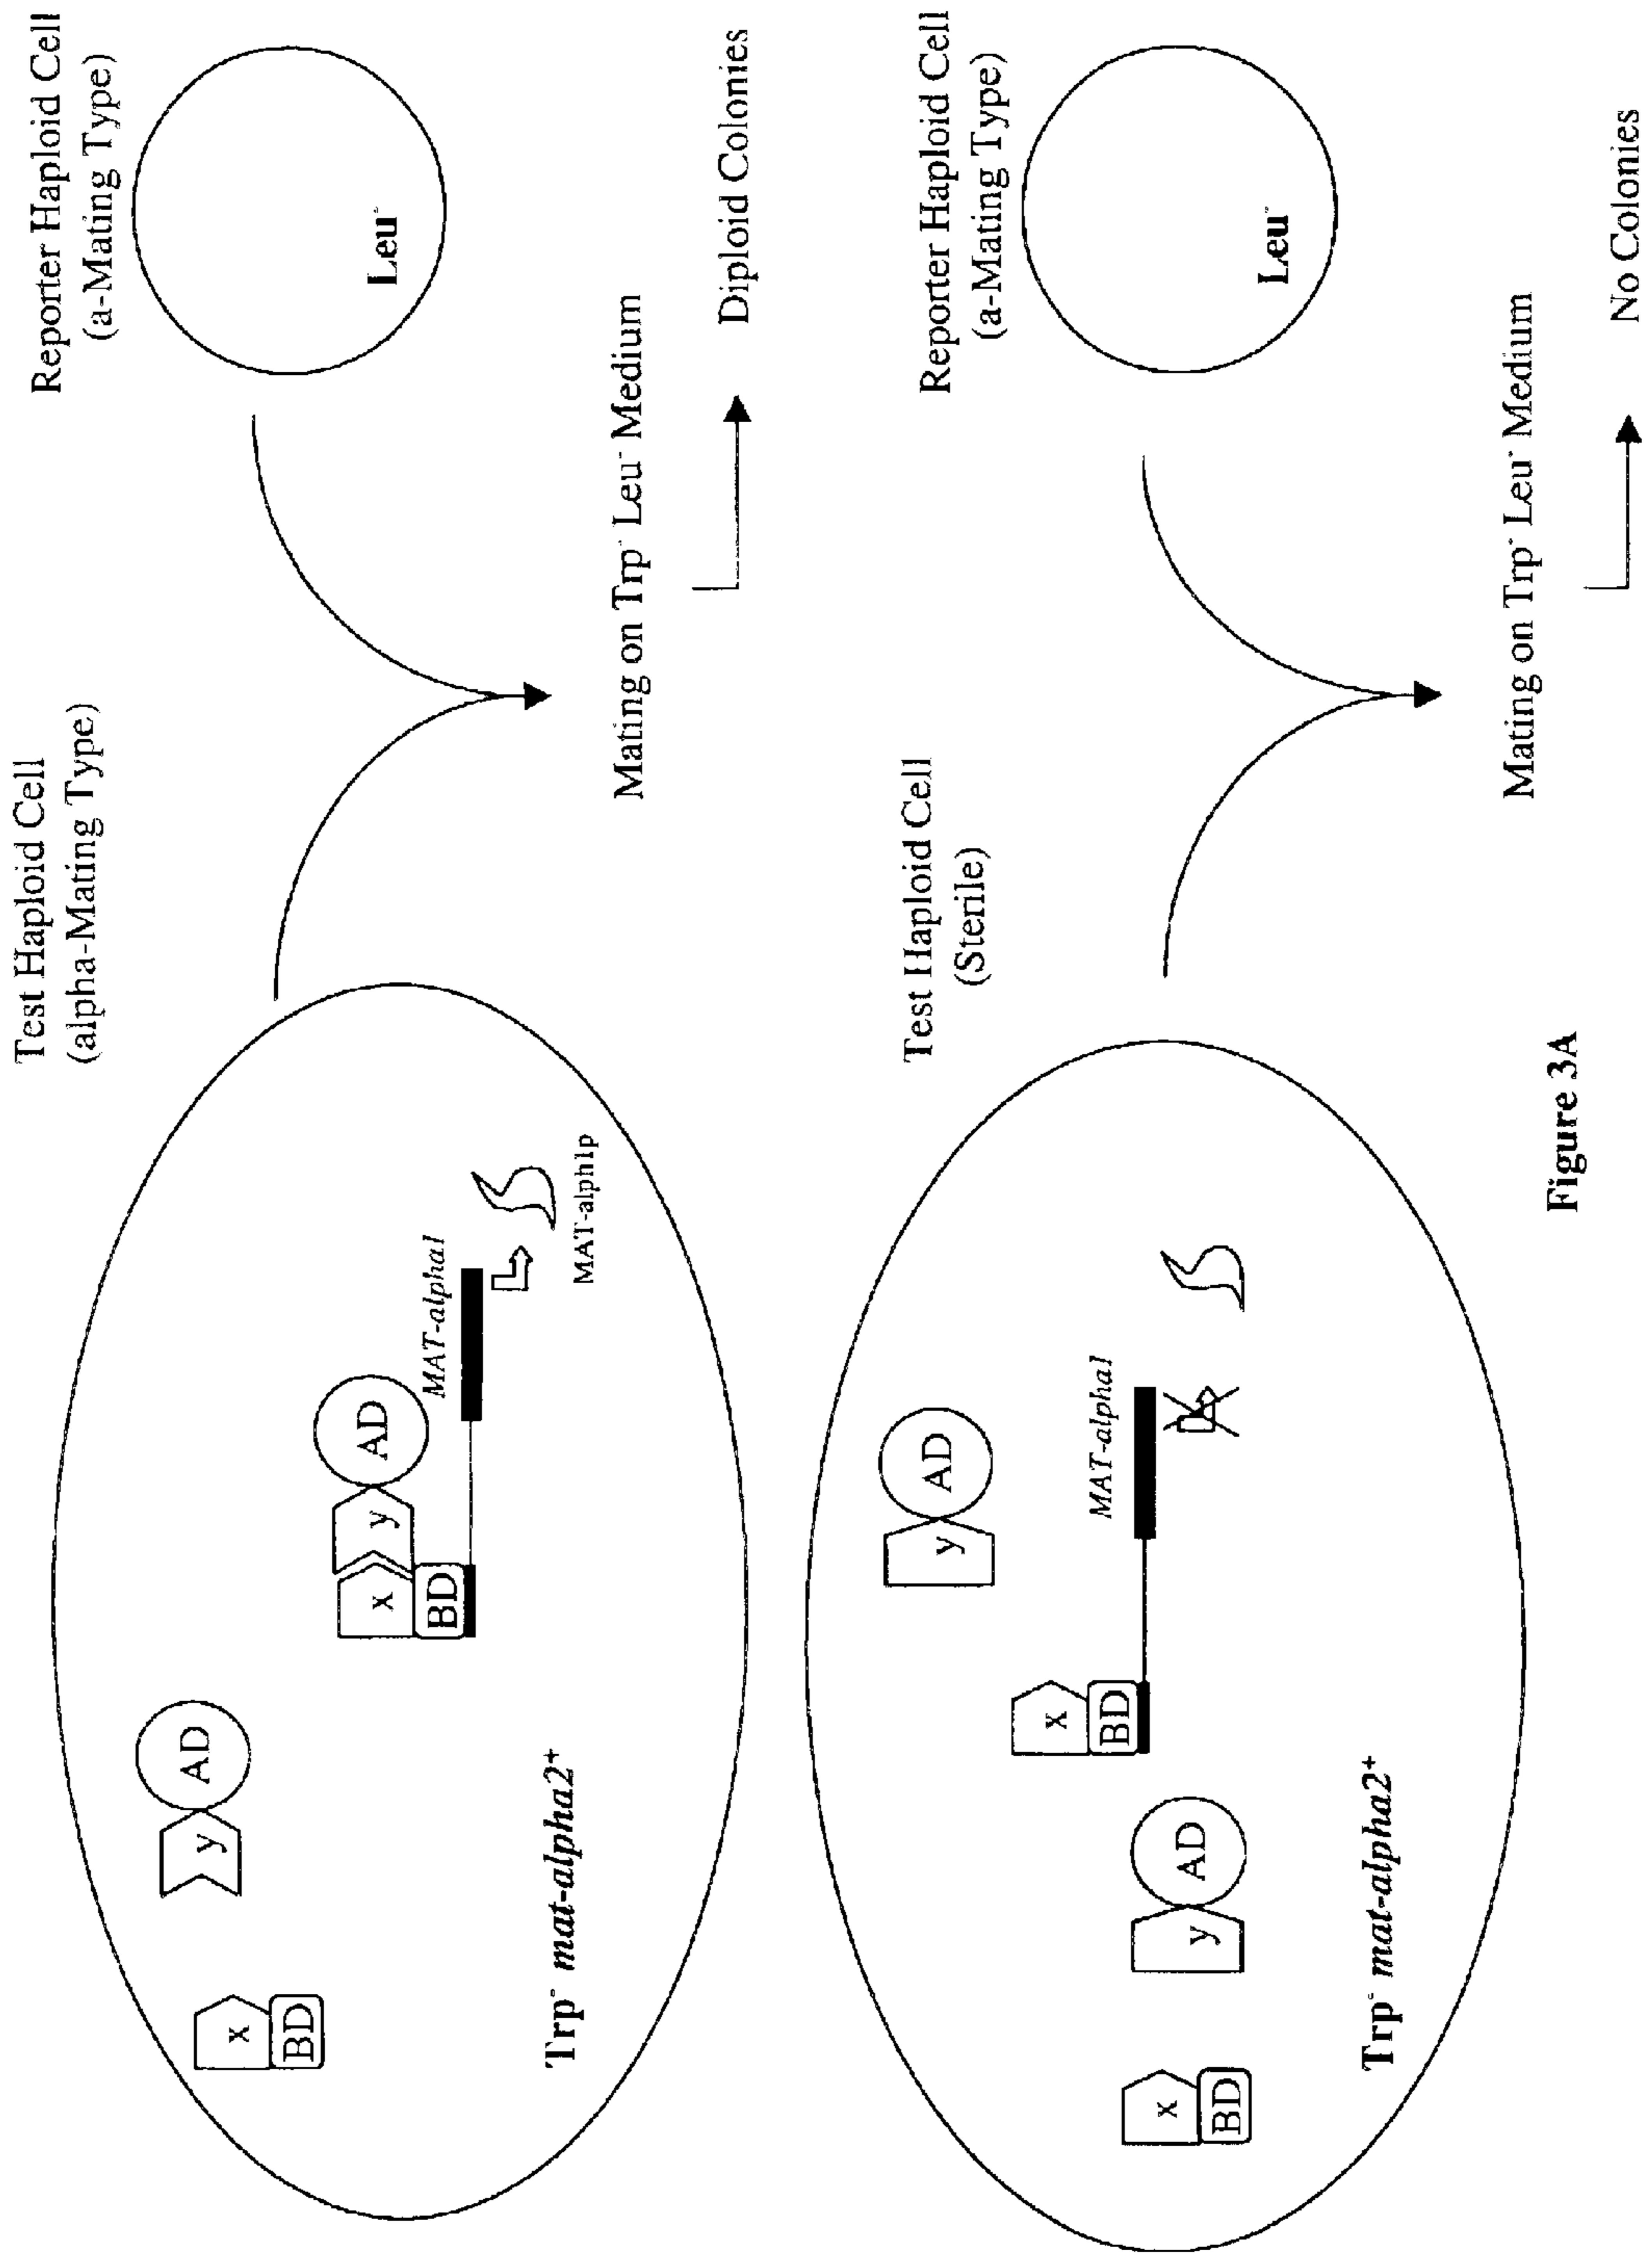 Test Haploid Cell
(alpha-Mating Type)
Reporter Haploid Cell
(a-Mating Type)
y
AD
x
BD
x
y
AD
BD
MAT-alpha1
MAT-alph1p
Leu⁻
Trp⁻ mat-alpha2⁺
Mating on Trp⁻ Leu⁻ Medium
Diploid Colonies
Test Haploid Cell
(Sterile)
Reporter Haploid Cell
(a-Mating Type)
y
AD
x
BD
MAT-alpha1
x
BD
y
AD
Leu⁻
Trp⁻ mat-alpha2⁺
Mating on Trp⁻ Leu⁻ Medium
No Colonies
Figure 3A